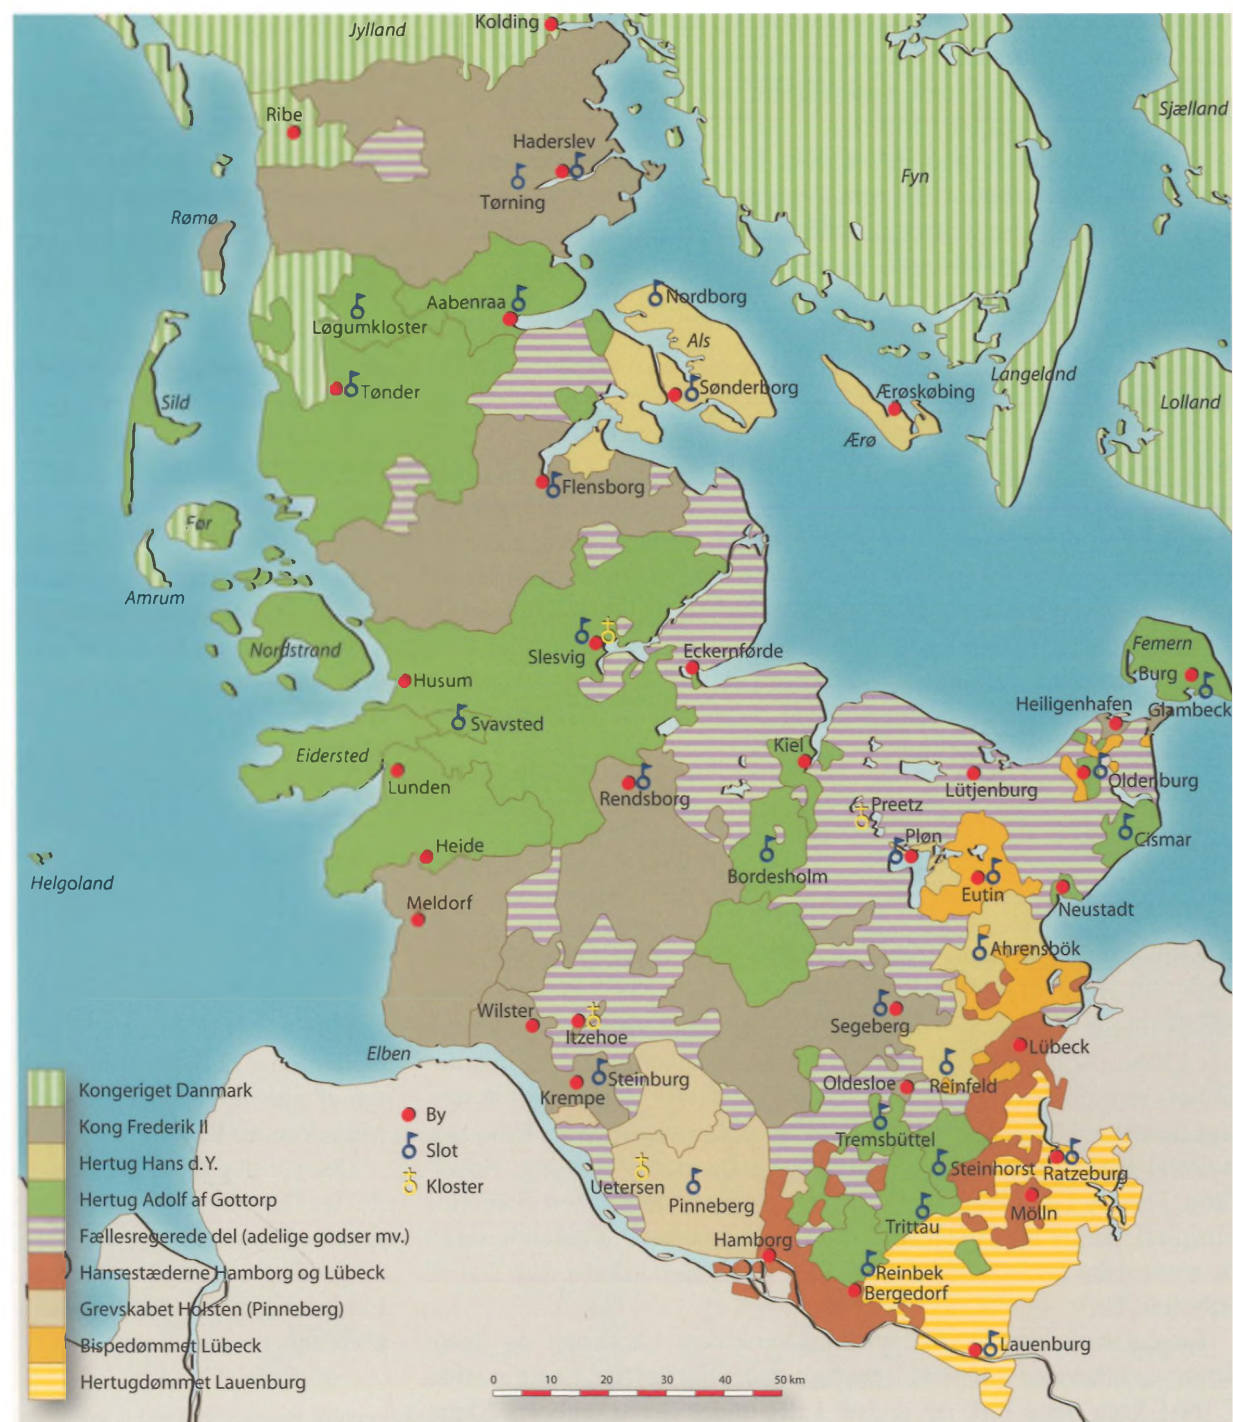 Jylland
Kolding
Ribe
Haderslev
Tørning
Sjælland
Fyn
Rømø
Aabenraa
Løgumkloster
Nordborg
Als
Tønder
Sønderborg
Ærøskøbing
Ærø
Langeland
Lolland
Sild
Flensborg
Før
Amrum
Nordstrand
Slesvig
Eckernførde
Femern
Burg
Glambeck
Husum
Svavsted
Heiligenhafen
Eidersted
Lunden
Kiel
Rendsborg
Lütjenburg
Oldenburg
Preetz
Cismar
Heide
Pløn
Bordesholm
Eutin
Neustadt
Helgoland
Meldorf
Ahrensbök
Wilster
Itzehoe
Segeberg
Elben
Lübeck
Steinburg
Krempe
Oldesloe
Reinfeld
Tremsbüttel
Steinhorst
Ratzeburg
Uetersen
Pinneberg
Trittau
Mölln
Hamborg
Reinbek
Bergedorf
Lauenburg
Kongeriget Danmark
Kong Frederik II
Hertug Hans d.Y.
Hertug Adolf af Gottorp
Fællesregerede del (adelige godser mv.)
Hansestæderne Hamborg og Lübeck
Grevskabet Holsten (Pinneberg)
Bispedømmet Lübeck
Hertugdømmet Lauenburg
By
Slot
Kloster
0 10 20 30 40 50 km